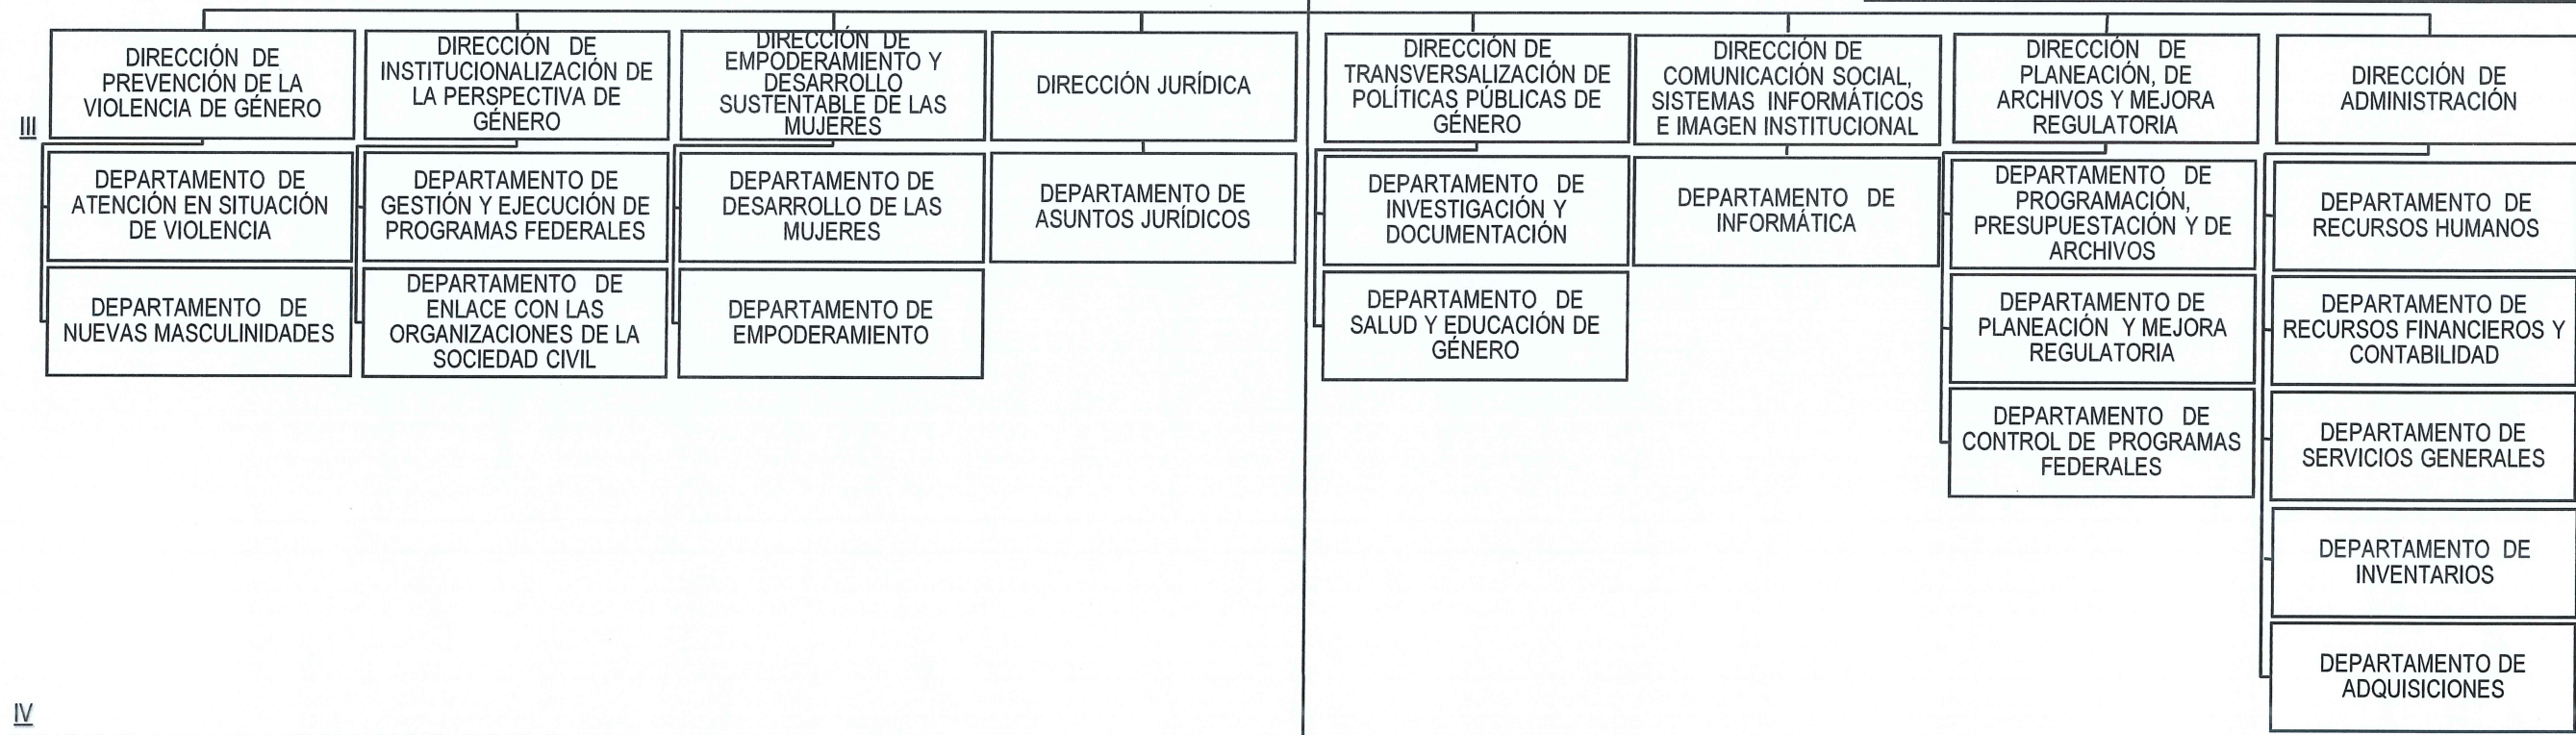 DIRECCIÓN DE
PREVENCIÓN DE LA
VIOLENCIA DE GÉNERO
DIRECCIÓN DE
INSTITUCIONALIZACIÓN DE
LA PERSPECTIVA DE
GÉNERO
DIRECCIÓN DE
EMPODERAMIENTO Y
DESARROLLO
SUSTENTABLE DE LAS
MUJERES
DIRECCIÓN JURÍDICA
DIRECCIÓN DE
TRANSVERSALIZACIÓN DE
POLÍTICAS PÚBLICAS DE
GÉNERO
DIRECCIÓN DE
COMUNICACIÓN SOCIAL,
SISTEMAS INFORMÁTICOS
E IMAGEN INSTITUCIONAL
DIRECCIÓN DE
PLANEACIÓN, DE
ARCHIVOS Y MEJORA
REGULATORIA
DIRECCIÓN DE
ADMINISTRACIÓN
III
DEPARTAMENTO DE
ATENCIÓN EN SITUACIÓN
DE VIOLENCIA
DEPARTAMENTO DE
GESTIÓN Y EJECUCIÓN DE
PROGRAMAS FEDERALES
DEPARTAMENTO DE
DESARROLLO DE LAS
MUJERES
DEPARTAMENTO DE
ASUNTOS JURÍDICOS
DEPARTAMENTO DE
INVESTIGACIÓN Y
DOCUMENTACIÓN
DEPARTAMENTO DE
INFORMÁTICA
DEPARTAMENTO DE
PROGRAMACIÓN,
PRESUPUESTACIÓN Y DE
ARCHIVOS
DEPARTAMENTO DE
RECURSOS HUMANOS
DEPARTAMENTO DE
NUEVAS MASCULINIDADES
DEPARTAMENTO DE
ENLACE CON LAS
ORGANIZACIONES DE LA
SOCIEDAD CIVIL
DEPARTAMENTO DE
EMPODERAMIENTO
DEPARTAMENTO DE
SALUD Y EDUCACIÓN DE
GÉNERO
DEPARTAMENTO DE
PLANEACIÓN Y MEJORA
REGULATORIA
DEPARTAMENTO DE
RECURSOS FINANCIEROS Y
CONTABILIDAD
DEPARTAMENTO DE
CONTROL DE PROGRAMAS
FEDERALES
DEPARTAMENTO DE
SERVICIOS GENERALES
DEPARTAMENTO DE
INVENTARIOS
DEPARTAMENTO DE
ADQUISICIONES
IV